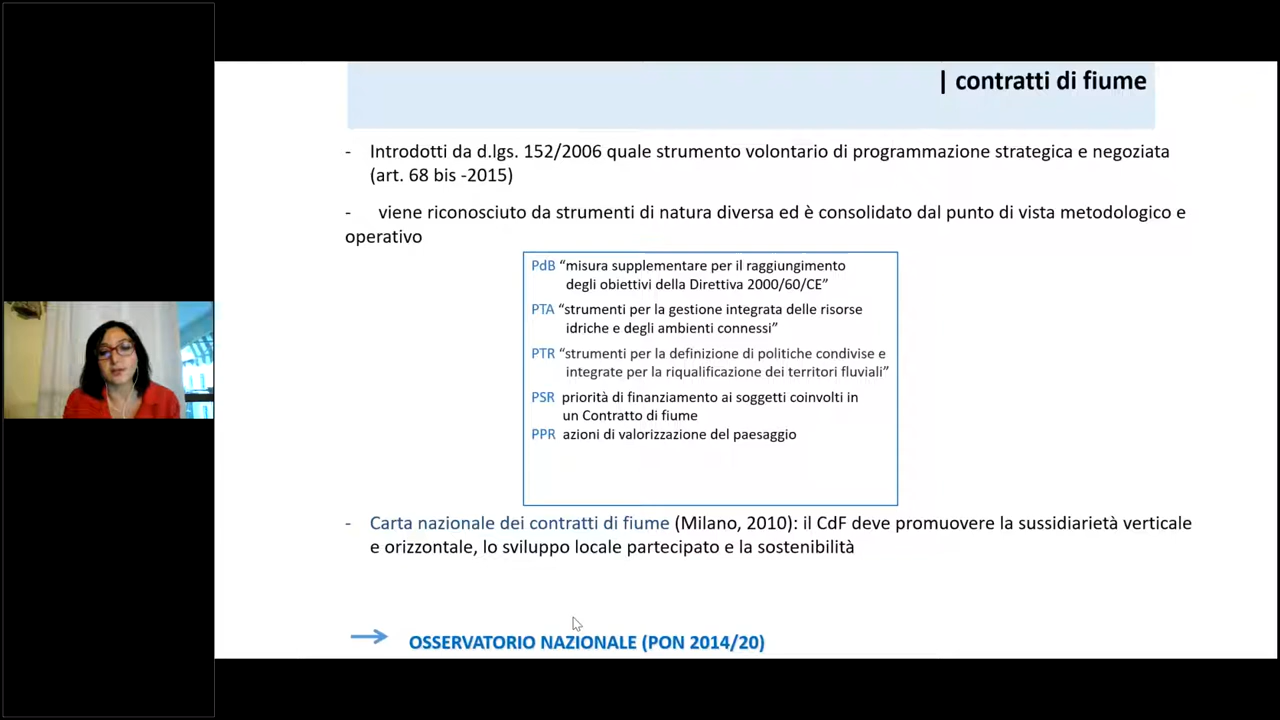 | contratti di fiume
- Introdotti da d.lgs. 152/2006 quale strumento volontario di programmazione strategica e negoziata
(art. 68 bis -2015)
- viene riconosciuto da strumenti di natura diversa ed è consolidato dal punto di vista metodologico e
operativo
PdB “misura supplementare per il raggiungimento
degli obiettivi della Direttiva 2000/60/CE”
PTA “strumenti per la gestione integrata delle risorse
idriche e degli ambienti connessi”
PTR “strumenti per la definizione di politiche condivise e
integrate per la riqualificazione dei territori fluviali”
PSR priorità di finanziamento ai soggetti coinvolti in
un Contratto di fiume
PPR azioni di valorizzazione del paesaggio
- Carta nazionale dei contratti di fiume (Milano, 2010): il CdF deve promuovere la sussidiarietà verticale
e orizzontale, lo sviluppo locale partecipato e la sostenibilità
OSSERVATORIO NAZIONALE (PON 2014/20)